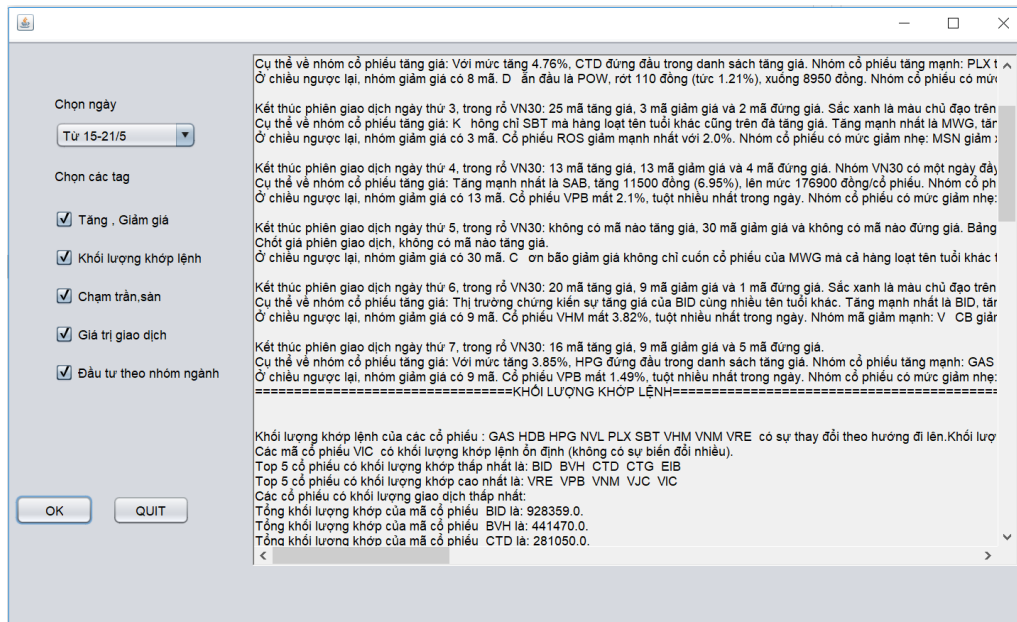 Chọn ngày
Từ 15-21/5
Chọn các tag
Tăng , Giảm giá
Khối lượng khớp lệnh
Chạm trần,sàn
Giá trị giao dịch
Đầu tư theo nhóm ngành
OK
QUIT
Cụ thể về nhóm cổ phiếu tăng giá: Với mức tăng 4.76%, CTD đứng đầu trong danh sách tăng giá. Nhóm cổ phiếu tăng mạnh: PLX t
Ở chiều ngược lại, nhóm giảm giá có 8 mã. D ẫn đầu là POW, rớt 110 đồng (tức 1.21%), xuống 8950 đồng. Nhóm cổ phiếu có mức
Kết thúc phiên giao dịch ngày thứ 3, trong rổ VN30: 25 mã tăng giá, 3 mã giảm giá và 2 mã đứng giá. Sắc xanh là màu chủ đạo trên
Cụ thể về nhóm cổ phiếu tăng giá: K hông chỉ SBT mà hàng loạt tên tuổi khác cũng trên đà tăng giá. Tăng mạnh nhất là MWG, tăn
Ở chiều ngược lại, nhóm giảm giá có 3 mã. Cổ phiếu ROS giảm mạnh nhất với 2.0%. Nhóm cổ phiếu có mức giảm nhẹ: MSN giảm
Kết thúc phiên giao dịch ngày thứ 4, trong rổ VN30: 13 mã tăng giá, 13 mã giảm giá và 4 mã đứng giá. Nhóm VN30 có một ngày đầy
Cụ thể về nhóm cổ phiếu tăng giá: Tăng mạnh nhất là SAB, tăng 11500 đồng (6.95%), lên mức 176900 đồng/cổ phiếu. Nhóm cổ ph
Ở chiều ngược lại, nhóm giảm giá có 13 mã. Cổ phiếu VPB mất 2.1%, tuột nhiều nhất trong ngày. Nhóm cổ phiếu có mức giảm nhẹ:
Kết thúc phiên giao dịch ngày thứ 5, trong rổ VN30: không có mã nào tăng giá, 30 mã giảm giá và không có mã nào đứng giá. Bảng
Chốt giá phiên giao dịch, không có mã nào tăng giá.
Ở chiều ngược lại, nhóm giảm giá có 30 mã. C ơn bão giảm giá không chỉ cuốn cổ phiếu của MWG mà cả hàng loạt tên tuổi khác t
Kết thúc phiên giao dịch ngày thứ 6, trong rổ VN30: 20 mã tăng giá, 9 mã giảm giá và 1 mã đứng giá. Sắc xanh là màu chủ đạo trên
Cụ thể về nhóm cổ phiếu tăng giá: Thị trường chứng kiến sự tăng giá của BID cùng nhiều tên tuổi khác. Tăng mạnh nhất là BID, tăn
Ở chiều ngược lại, nhóm giảm giá có 9 mã. Cổ phiếu VHM mất 3.82%, tuột nhiều nhất trong ngày. Nhóm mã giảm mạnh: V CB giản
Kết thúc phiên giao dịch ngày thứ 7, trong rổ VN30: 16 mã tăng giá, 9 mã giảm giá và 5 mã đứng giá.
Cụ thể về nhóm cổ phiếu tăng giá: Với mức tăng 3.85%, HPG đứng đầu trong danh sách tăng giá. Nhóm cổ phiếu tăng mạnh: GAS
Ở chiều ngược lại, nhóm giảm giá có 9 mã. Cổ phiếu VPB mất 1.49%, tuột nhiều nhất trong ngày. Nhóm cổ phiếu có mức giảm nhẹ:
=================================KHỐI LƯỢNG KHỚP LỆNH=========================================
Khối lượng khớp lệnh của các cổ phiếu : GAS HDB HPG NVL PLX SBT VHM VNM VRE có sự thay đổi theo hướng đi lên.Khối lượ
Các mã cổ phiếu VIC có khối lượng khớp lệnh ổn định (không có sự biến đổi nhiều).
Top 5 cổ phiếu có khối lượng khớp thấp nhất là: BID BVH CTD CTG EIB
Top 5 cổ phiếu có khối lượng khớp cao nhất là: VRE VPB VNM VJC VIC
Các cổ phiếu có khối lượng giao dịch thấp nhất:
Tổng khối lượng khớp của mã cổ phiếu BID là: 928359.0.
Tổng khối lượng khớp của mã cổ phiếu BVH là: 441470.0.
Tổng khối lượng khớp của mã cổ phiếu CTD là: 281050.0.